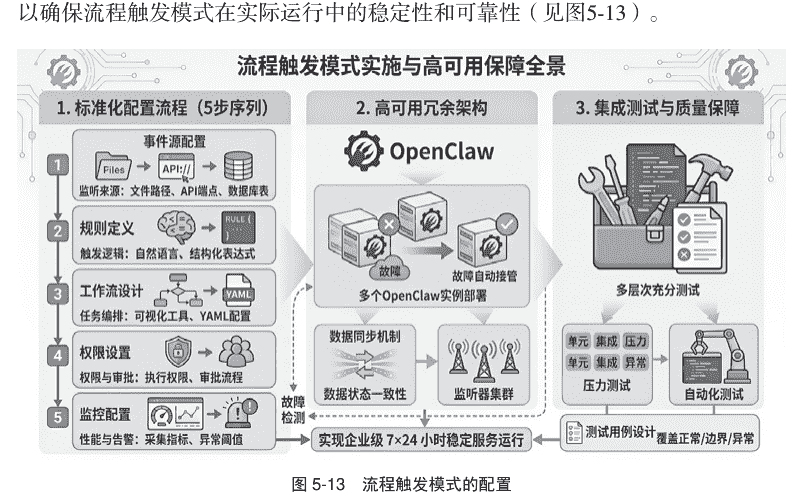 以确保流程触发模式在实际运行中的稳定性和可靠性（见图5-13）。
流程触发模式实施与高可用保障全景
1. 标准化配置流程（5步序列）
1
事件源配置
Files
API://
监听来源：文件路径、API端点、数据库表
2
规则定义
RULE {
}
触发逻辑：自然语言、结构化表达式
3
工作流设计
YAML
任务编排：可视化工具、YAML配置
4
权限设置
权限与审批：执行权限、审批流程
5
监控配置
性能与告警：采集指标、异常阈值
2. 高可用冗余架构
OpenClaw
故障
故障自动接管
多个OpenClaw实例部署
数据同步机制
数据状态一致性
监听器集群
故障
检测
实现企业级 7×24 小时稳定服务运行
3. 集成测试与质量保障
多层次充分测试
单元 集成 压力
单元 集成 异常
压力测试
自动化测试
测试用例设计 覆盖正常/边界/异常
图 5-13 流程触发模式的配置